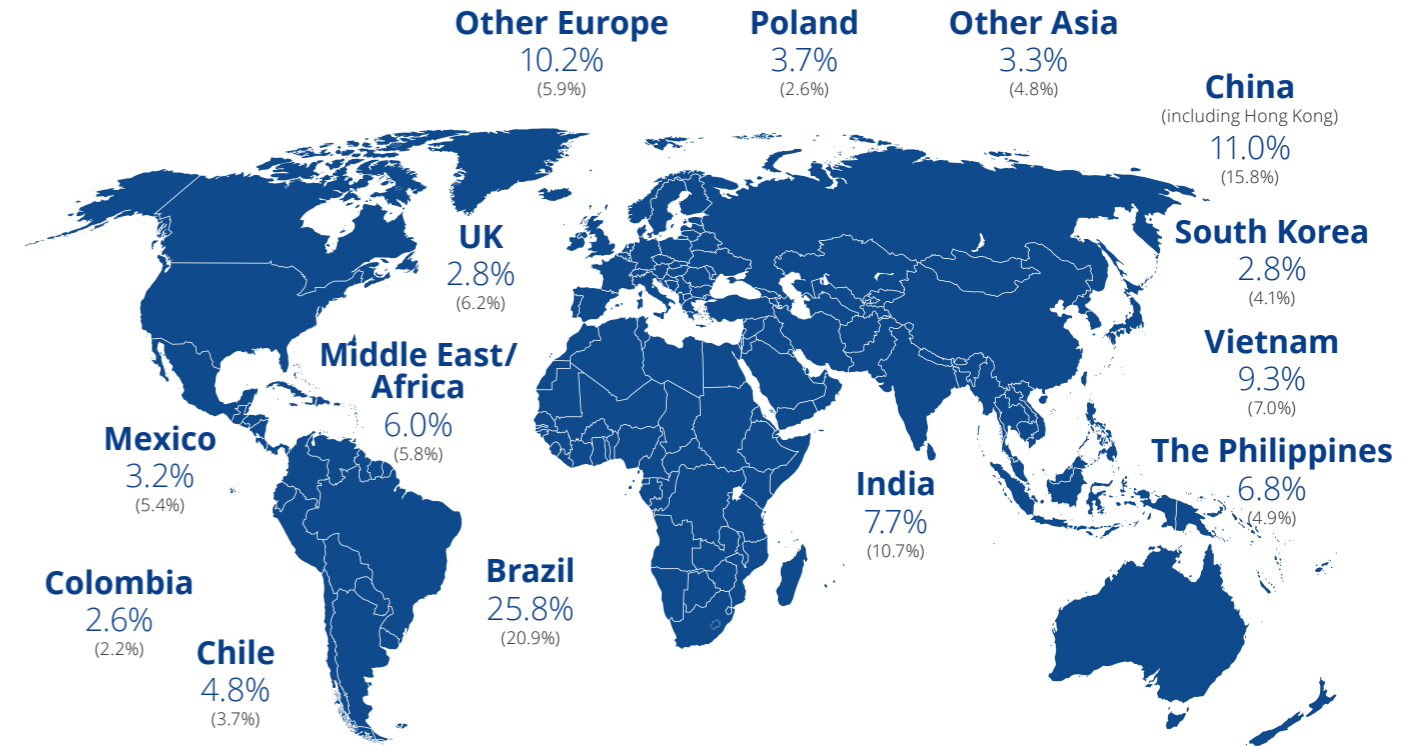 Other Europe
10.2%
(5.9%)
Poland
3.7%
(2.6%)
Other Asia
3.3%
(4.8%)
China
(including Hong Kong)
11.0%
(15.8%)
UK
2.8%
(6.2%)
South Korea
2.8%
(4.1%)
Middle East/
Africa
6.0%
(5.8%)
Vietnam
9.3%
(7.0%)
Mexico
3.2%
(5.4%)
The Philippines
6.8%
(4.9%)
India
7.7%
(10.7%)
Colombia
2.6%
(2.2%)
Brazil
25.8%
(20.9%)
Chile
4.8%
(3.7%)